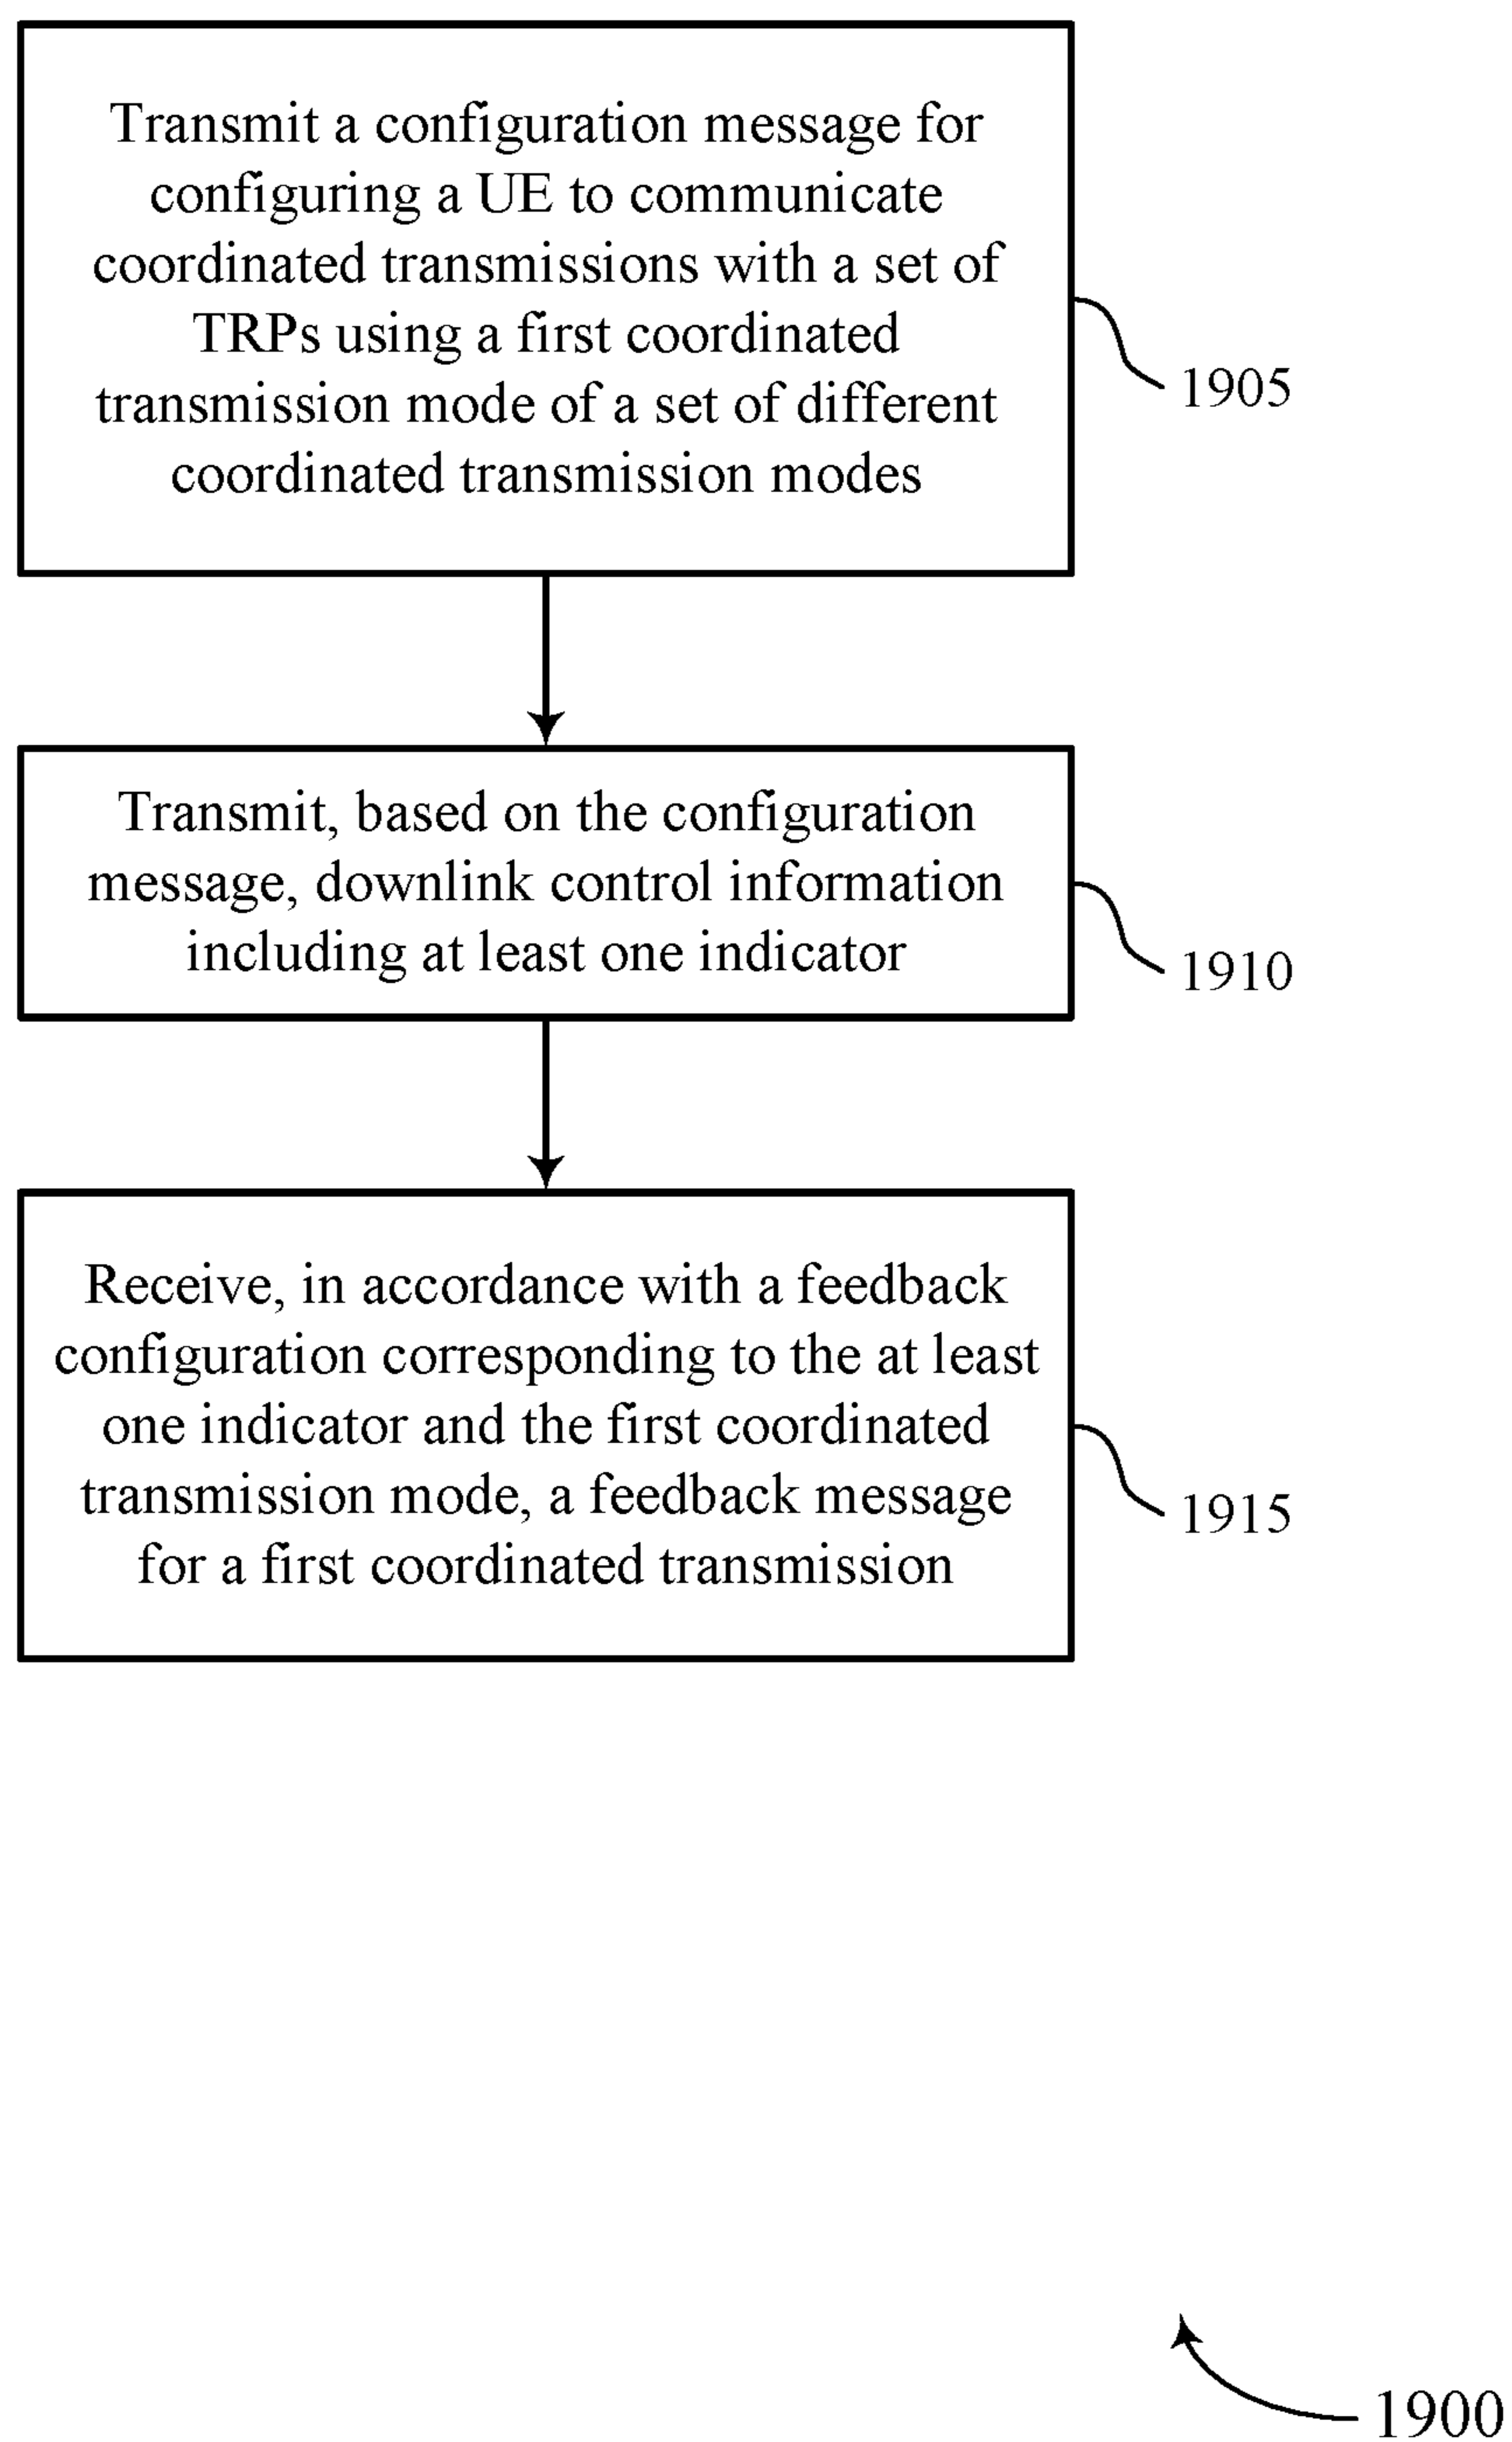 Transmit a configuration message for
configuring a UE to communicate
coordinated transmissions with a set of
TRPs using a first coordinated
transmission mode of a set of different
coordinated transmission modes
1905
Transmit, based on the configuration
message, downlink control information
including at least one indicator
1910
Receive, in accordance with a feedback
configuration corresponding to the at least
one indicator and the first coordinated
transmission mode, a feedback message
for a first coordinated transmission
1915
1900